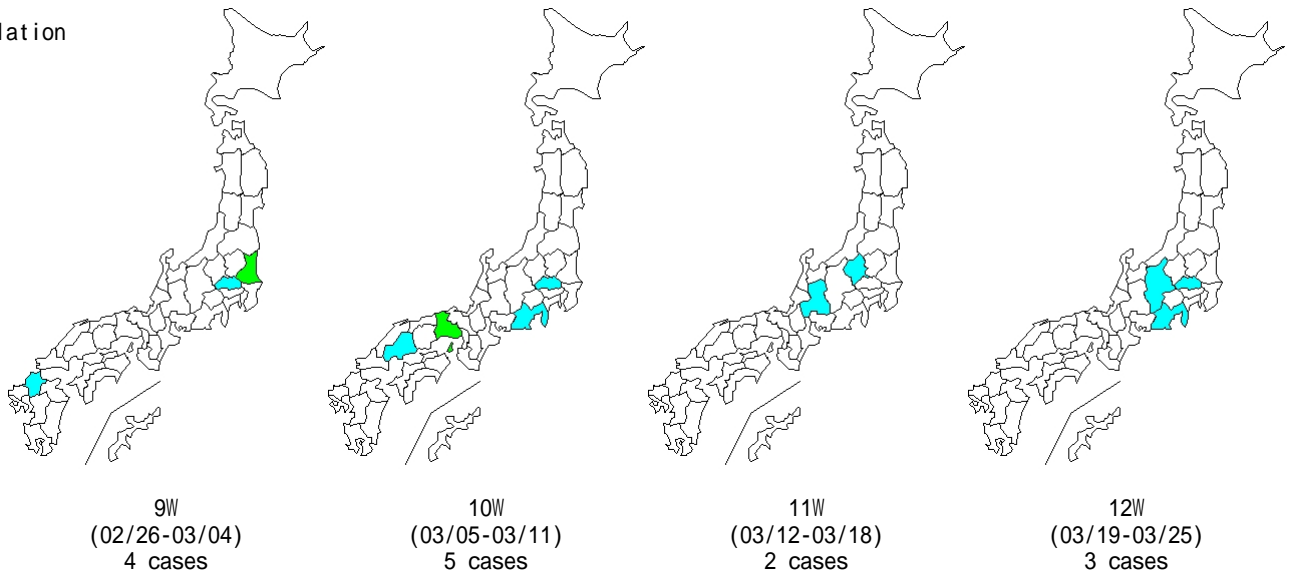 lation
9W
(02/26-03/04)
4 cases
10W
(03/05-03/11)
5 cases
11W
(03/12-03/18)
2 cases
12W
(03/19-03/25)
3 cases